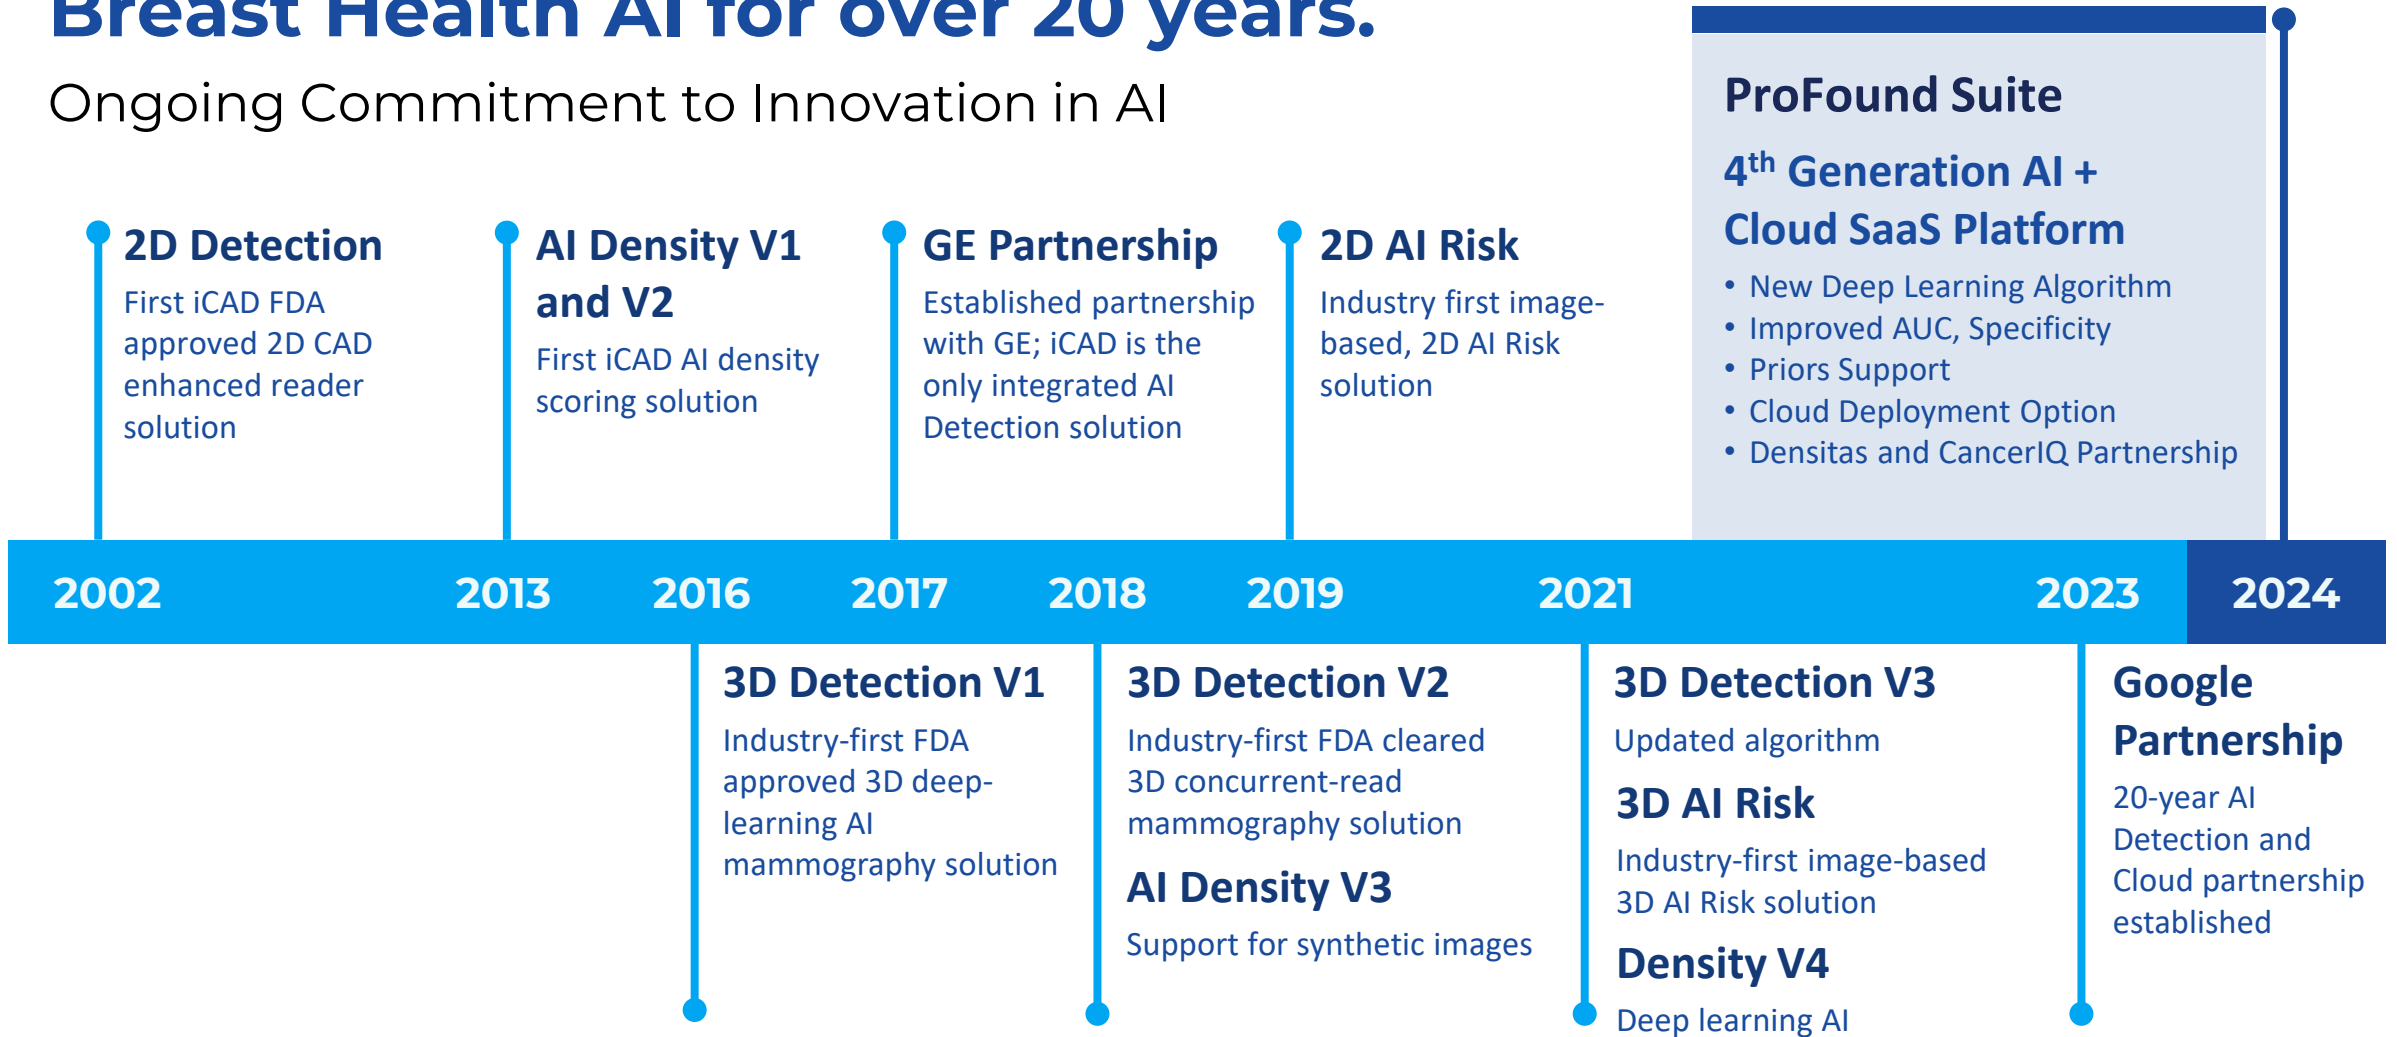 Breast Health AI for over 20 years.
Ongoing Commitment to Innovation in AI
2D Detection
First iCAD FDA
approved 2D CAD
enhanced reader
solution
AI Density V1
and V2
First iCAD AI density
scoring solution
GE Partnership
Established partnership
with GE; iCAD is the
only integrated AI
Detection solution
2D AI Risk
Industry first image-
based, 2D AI Risk
solution
ProFound Suite
4th Generation AI +
Cloud SaaS Platform
• New Deep Learning Algorithm
• Improved AUC, Specificity
• Priors Support
• Cloud Deployment Option
• Densitas and CancerIQ Partnership
2002 2013 2016 2017 2018 2019 2021 2023 2024
3D Detection V1
Industry-first FDA
approved 3D deep-
learning AI
mammography solution
3D Detection V2
Industry-first FDA cleared
3D concurrent-read
mammography solution
AI Density V3
Support for synthetic images
3D Detection V3
Updated algorithm
3D AI Risk
Industry-first image-based
3D AI Risk solution
Density V4
Deep learning AI
Google
Partnership
20-year AI
Detection and
Cloud partnership
established